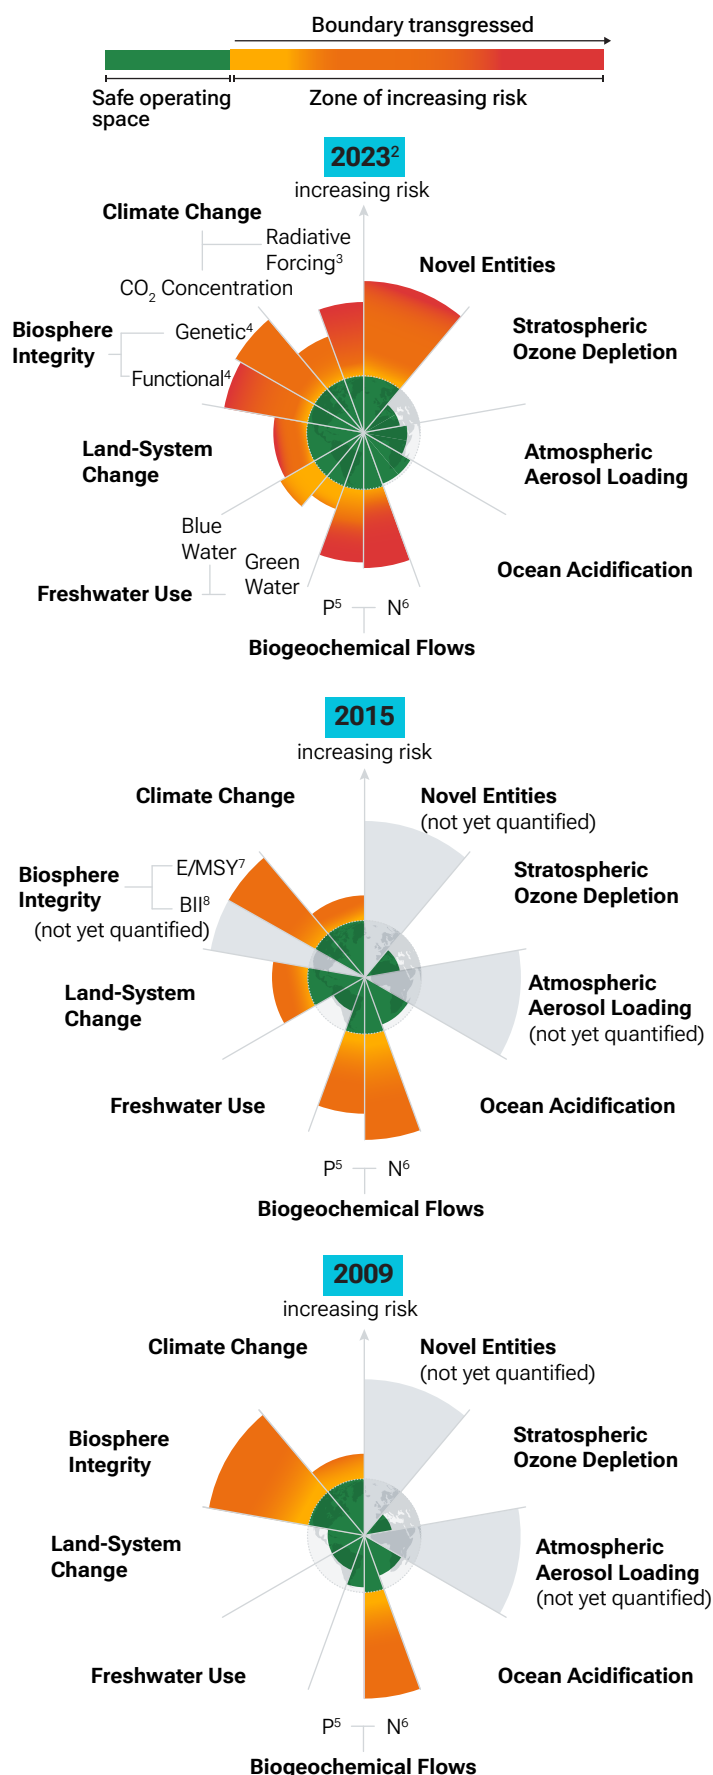 Boundary transgressed
Safe operating
space
Zone of increasing risk
2023²
increasing risk
Climate Change
Radiative
Forcing³
CO₂ Concentration
Novel Entities
Stratospheric
Ozone Depletion
Biosphere
Integrity
Genetic⁴
Functional⁴
Land-System
Change
Atmospheric
Aerosol Loading
Blue
Water
Green
Water
Freshwater Use
Ocean Acidification
P⁵
N⁶
Biogeochemical Flows
2015
increasing risk
Climate Change
Novel Entities
(not yet quantified)
Biosphere
Integrity
(not yet quantified)
E/MSY⁷
BII⁸
Stratospheric
Ozone Depletion
Land-System
Change
Atmospheric
Aerosol Loading
(not yet quantified)
Freshwater Use
Ocean Acidification
P⁵
N⁶
Biogeochemical Flows
2009
increasing risk
Climate Change
Novel Entities
(not yet quantified)
Biosphere
Integrity
Stratospheric
Ozone Depletion
Land-System
Change
Atmospheric
Aerosol Loading
(not yet quantified)
Freshwater Use
Ocean Acidification
P⁵
N⁶
Biogeochemical Flows